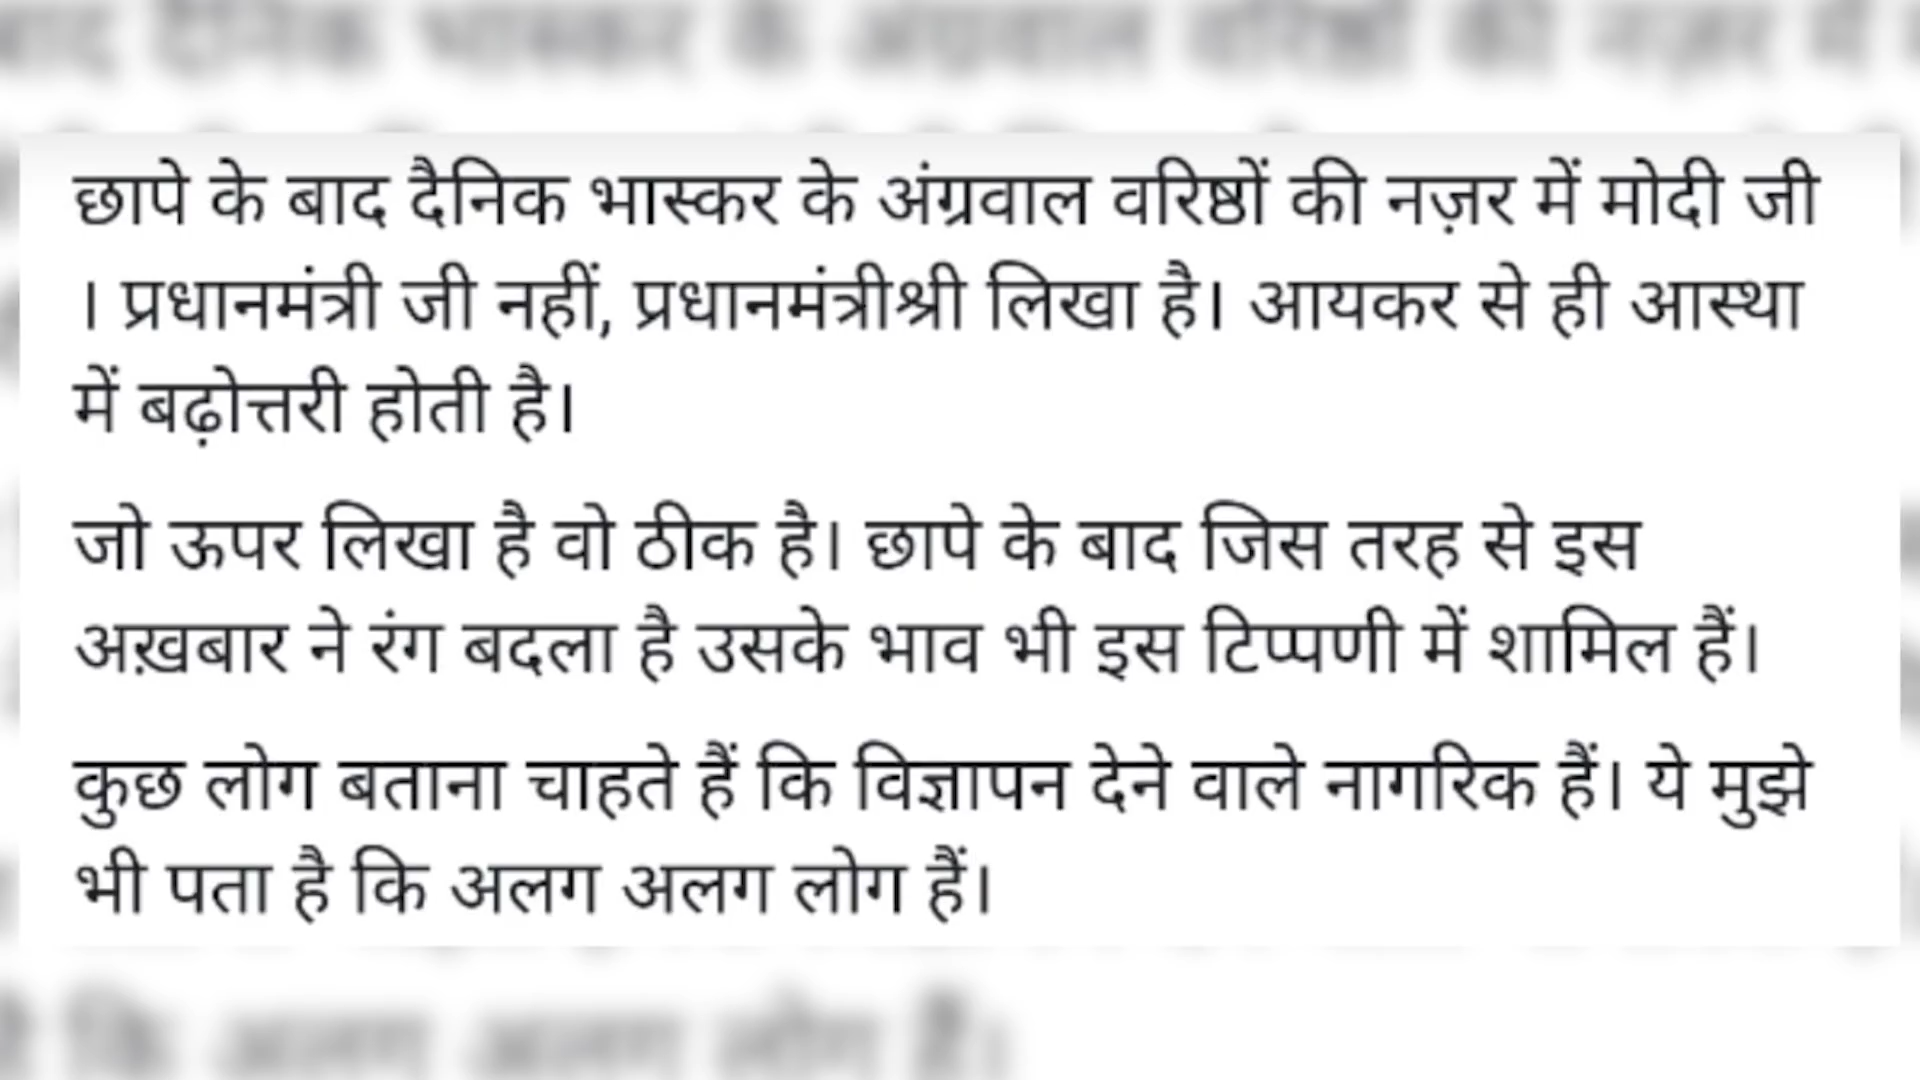 छापे के बाद दैनिक भास्कर के अंग्रवाल वरिष्ठों की नज़र में मोदी जी
। प्रधानमंत्री जी नहीं, प्रधानमंत्रीश्री लिखा है। आयकर से ही आस्था
में बढ़ोत्तरी होती है।
जो ऊपर लिखा है वो ठीक है। छापे के बाद जिस तरह से इस
अख़बार ने रंग बदला है उसके भाव भी इस टिप्पणी में शामिल हैं।
कुछ लोग बताना चाहते हैं कि विज्ञापन देने वाले नागरिक हैं। ये मुझे
भी पता है कि अलग अलग लोग हैं।